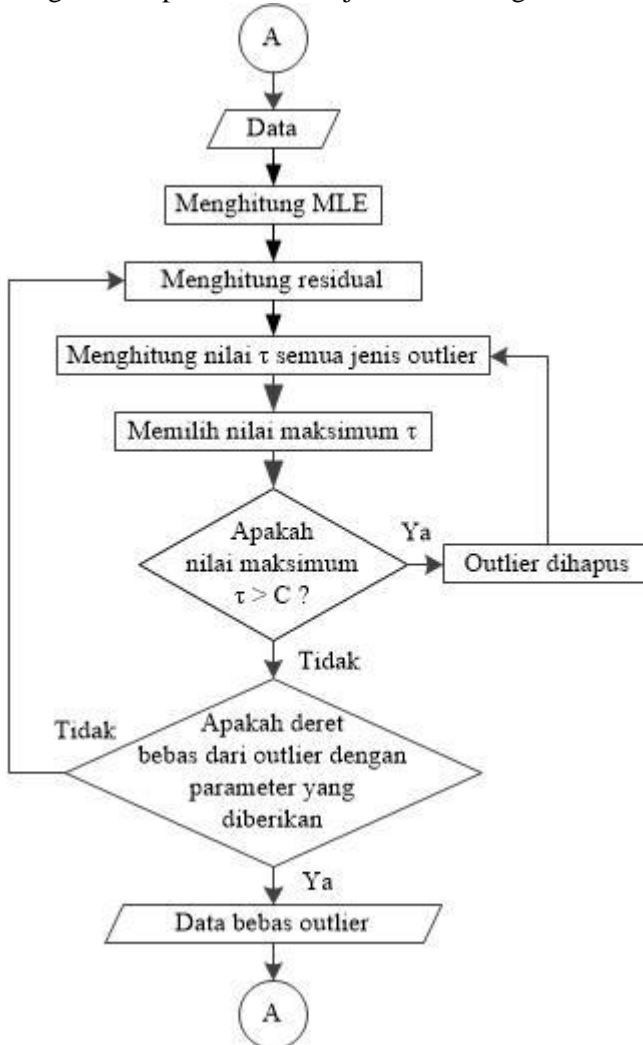 A
Data
Menghitung MLE
Menghitung residual
Menghitung nilai τ semua jenis outlier
Memilih nilai maksimum τ
Apakah
nilai maksimum
τ > C ?
Ya
Outlier dihapus
Tidak
Tidak
Apakah deret
bebas dari outlier dengan
parameter yang
diberikan
Ya
Data bebas outlier
A